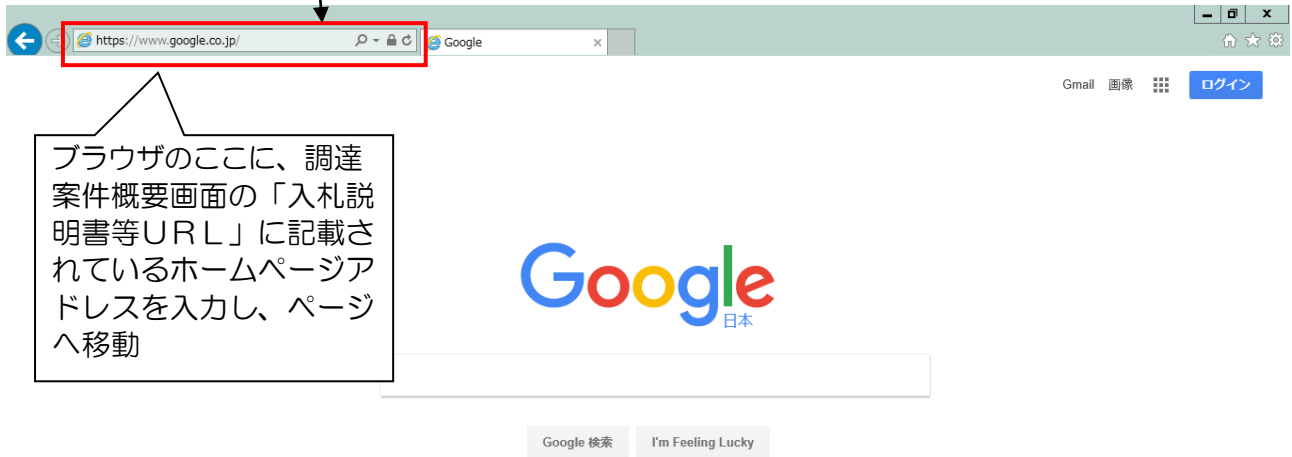 https://www.google.co.jp/
Google
Gmail 画像 ログイン
ブラウザのここに、調達
案件概要画面の「入札説
明書等ＵＲＬ」に記載さ
れているホームページア
ドレスを入力し、ページ
へ移動
Google
日本
Google 検索 I'm Feeling Lucky